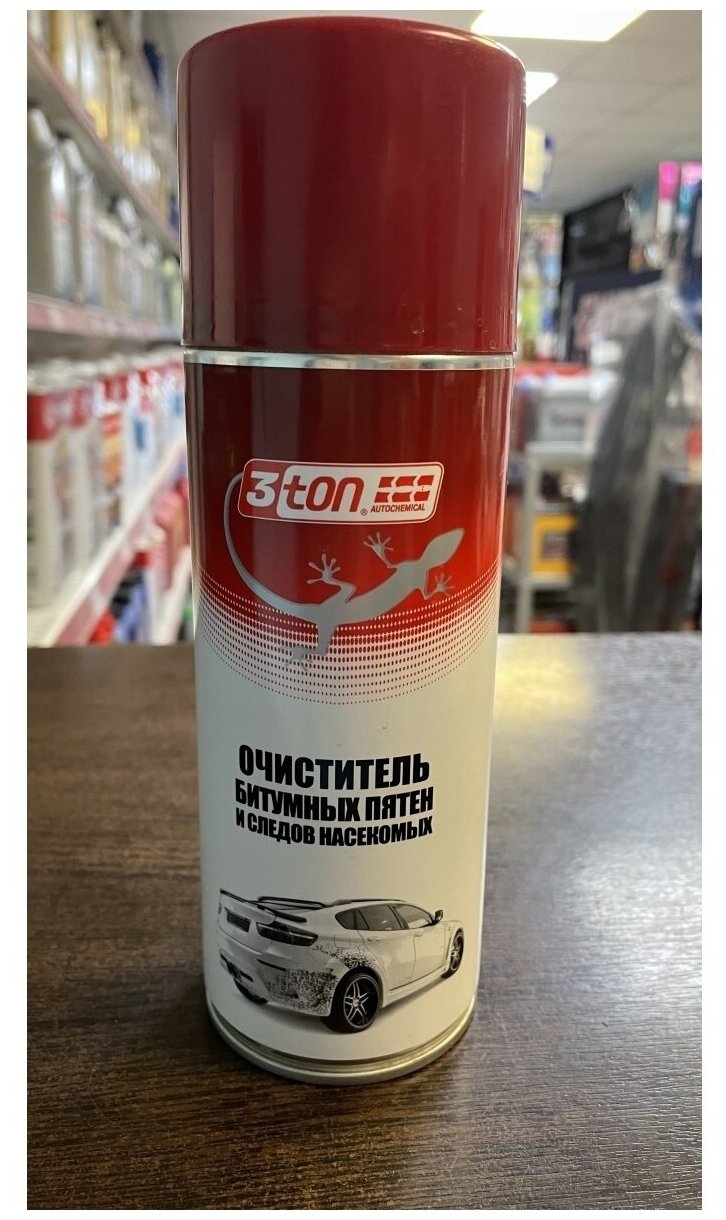 3ton®
AUTOCHEMICAL
ОЧИСТИТЕЛЬ
БИТУМНЫХ ПЯТЕН
И СЛЕДОВ НАСЕКОМЫХ